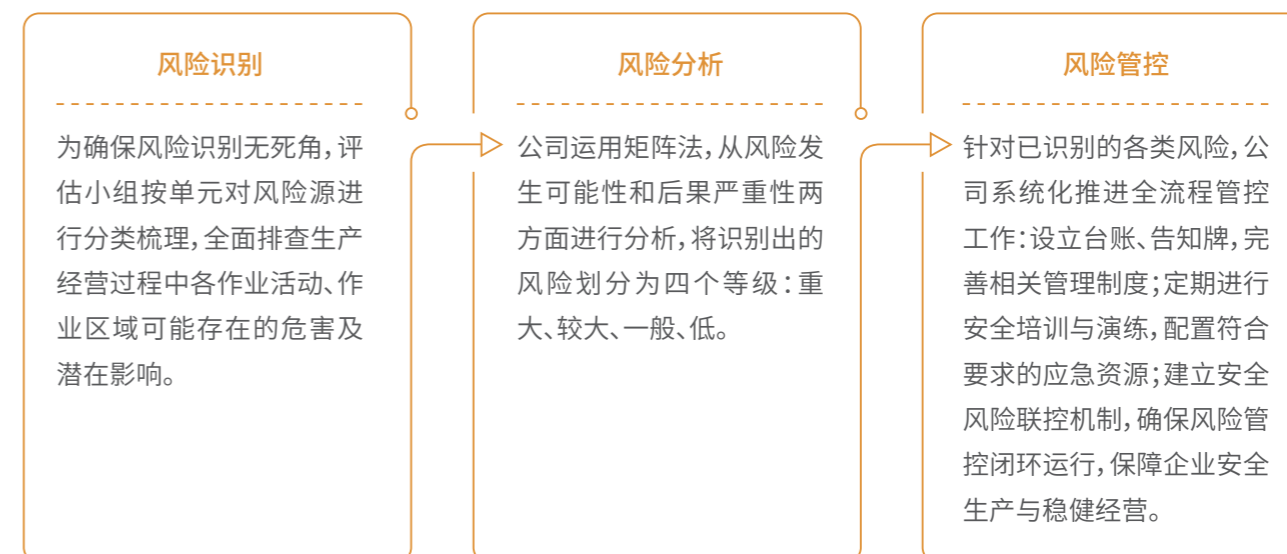 风险识别
为确保风险识别无死角，评
估小组按单元对风险源进
行分类梳理，全面排查生产
经营过程中各作业活动、作
业区域可能存在的危害及
潜在影响。
风险分析
公司运用矩阵法，从风险发
生可能性和后果严重性两
方面进行分析，将识别出的
风险划分为四个等级：重
大、较大、一般、低。
风险管控
针对已识别的各类风险，公
司系统化推进全流程管控
工作：设立台账、告知牌，完
善相关管理制度；定期进行
安全培训与演练，配置符合
要求的应急资源；建立安全
风险联控机制，确保风险管
控闭环运行，保障企业安全
生产与稳健经营。